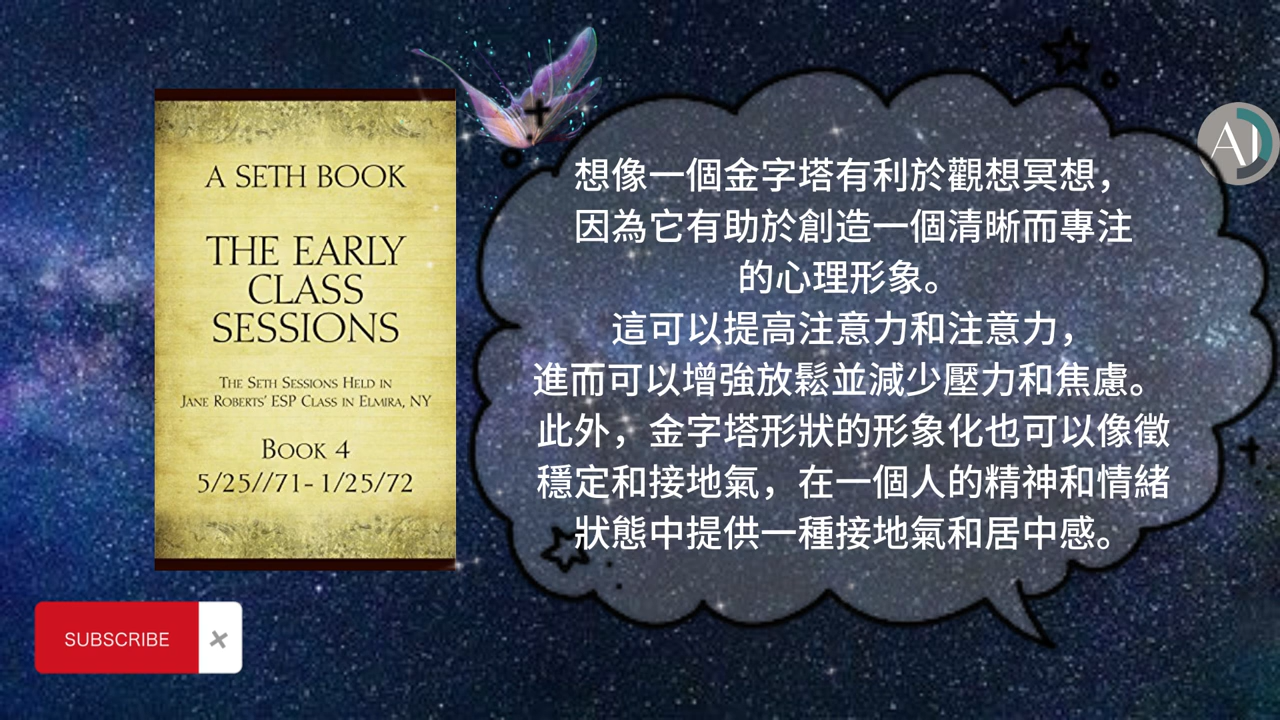 A SETH BOOK
THE EARLY
CLASS
SESSIONS
THE SETH SESSIONS HELD IN
JANE ROBERTS' ESP CLASS IN ELMIRA, NY
BOOK 4
5/25//71-1/25/72
SUBSCRIBE
AI
想像一個金字塔有利於觀想冥想，
因為它有助於創造一個清晰而專注
的心理形象。
這可以提高注意力和注意力，
進而可以增強放鬆並減少壓力和焦慮。
此外，金字塔形狀的形象化也可以像徵
穩定和接地氣，在一個人的精神和情緒
狀態中提供一種接地氣和居中感。